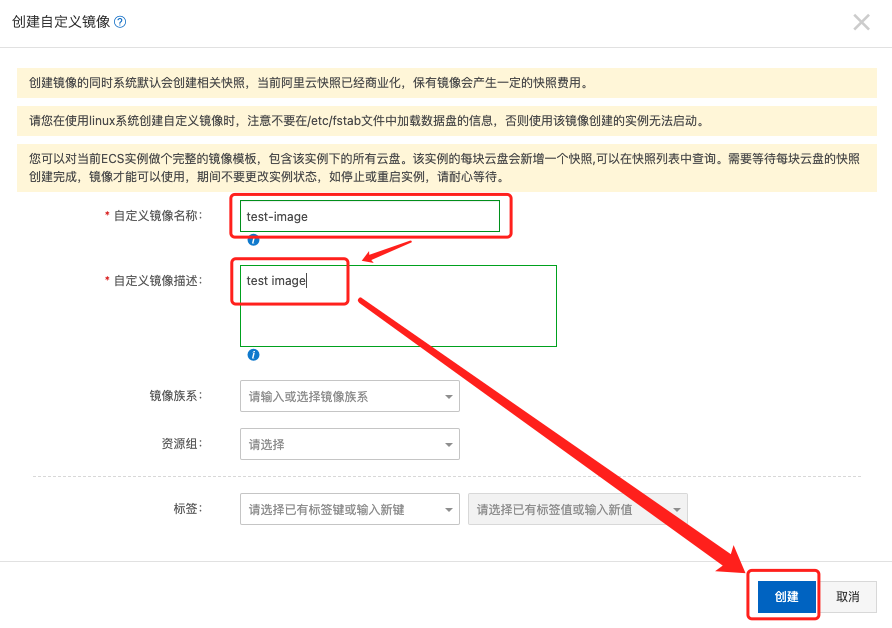 创建自定义镜像
创建镜像的同时系统默认会创建相关快照，当前阿里云快照已经商业化，保有镜像会产生一定的快照费用。
请您在使用linux系统创建自定义镜像时，注意不要在/etc/fstab文件中加载数据盘的信息，否则使用该镜像创建的实例无法启动。
您可以对当前ECS实例做个完整的镜像模板，包含该实例下的所有云盘。该实例的每块云盘会新增一个快照,可以在快照列表中查询。需要等待每块云盘的快照
创建完成，镜像才能可以使用，期间不要更改实例状态，如停止或重启实例，请耐心等待。
* 自定义镜像名称： test-image
* 自定义镜像描述： test image
镜像族系： 请输入或选择镜像族系
资源组： 请选择
标签： 请选择已有标签键或输入新键 请选择已有标签值或输入新值
创建 取消